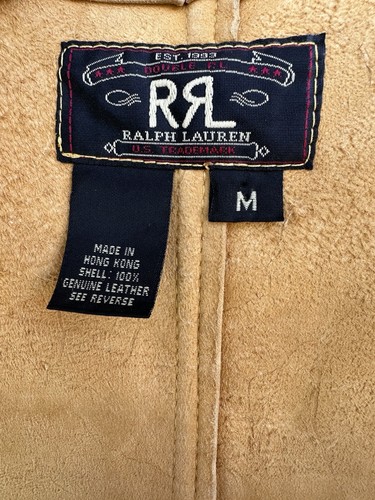 EST. 1993
DOUBLE RL
RRL
RALPH LAUREN
U.S. TRADEMARK
M
MADE IN
HONG KONG
SHELL: 100%
GENUINE LEATHER
SEE REVERSE